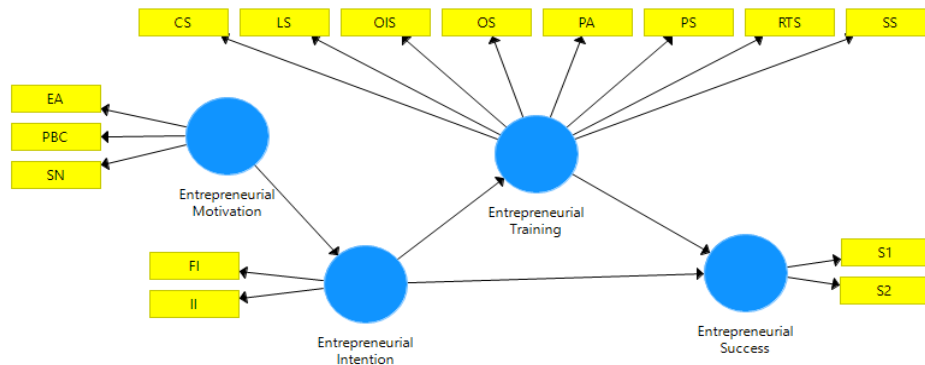 CS
LS
OIS
OS
PA
PS
RTS
SS
EA
PBC
SN
Entrepreneurial
Motivation
Entrepreneurial
Training
FI
II
Entrepreneurial
Intention
S1
S2
Entrepreneurial
Success